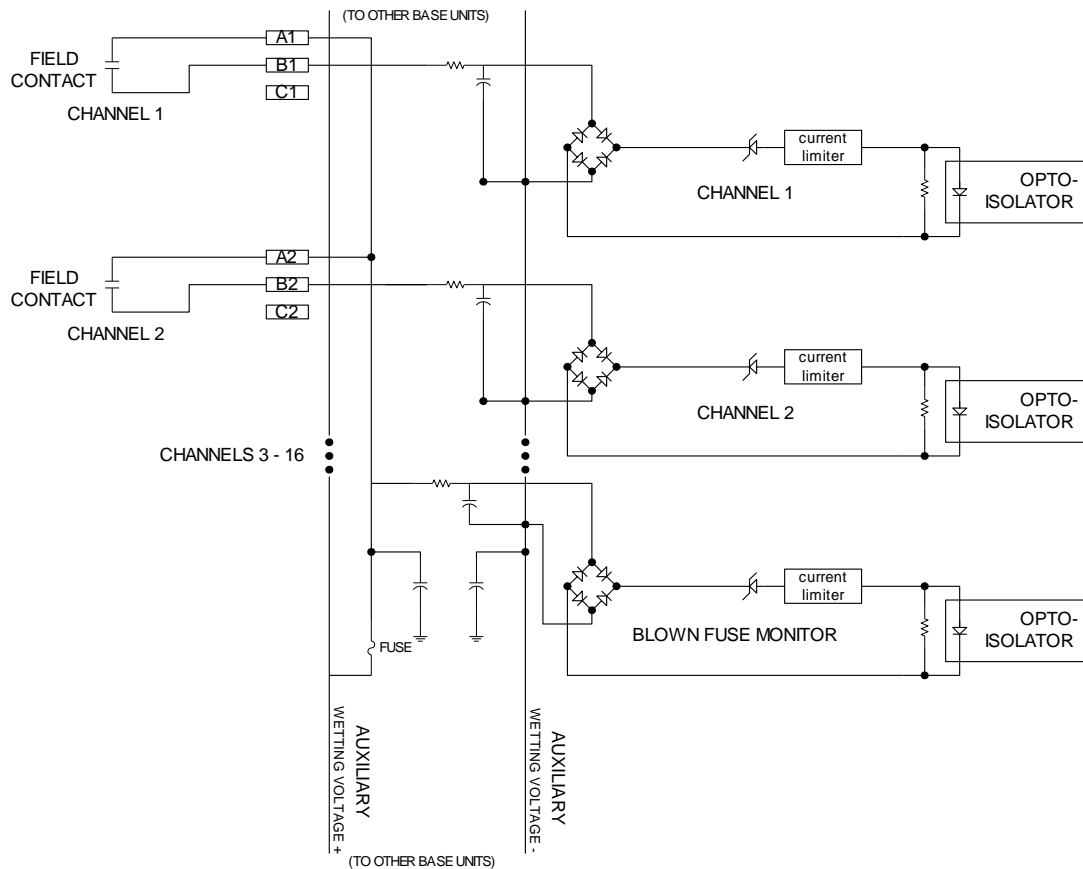 (TO OTHER BASE UNITS)
A1
FIELD
CONTACT
B1
C1
CHANNEL 1
current
limiter
OPTO-
ISOLATOR
CHANNEL 1
A2
FIELD
CONTACT
B2
C2
CHANNEL 2
current
limiter
OPTO-
ISOLATOR
CHANNEL 2
CHANNELS 3 - 16
current
limiter
OPTO-
ISOLATOR
BLOWN FUSE MONITOR
FUSE
AUXILIARY
WETTING VOLTAGE +
AUXILIARY
WETTING VOLTAGE -
(TO OTHER BASE UNITS)